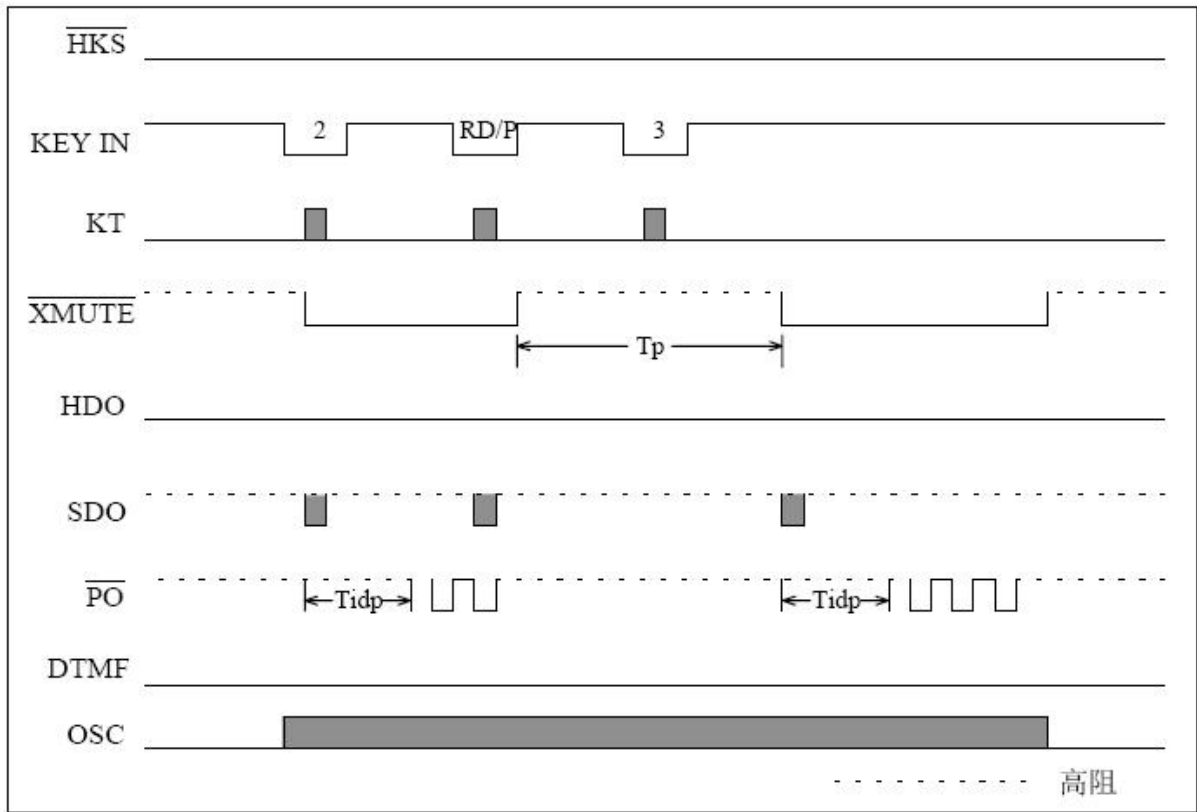 HKS
KEY IN
2
RD/P
3
KT
XMUTE
Tp
HDO
SDO
PO
Tidp
Tidp
DTMF
OSC
高阻